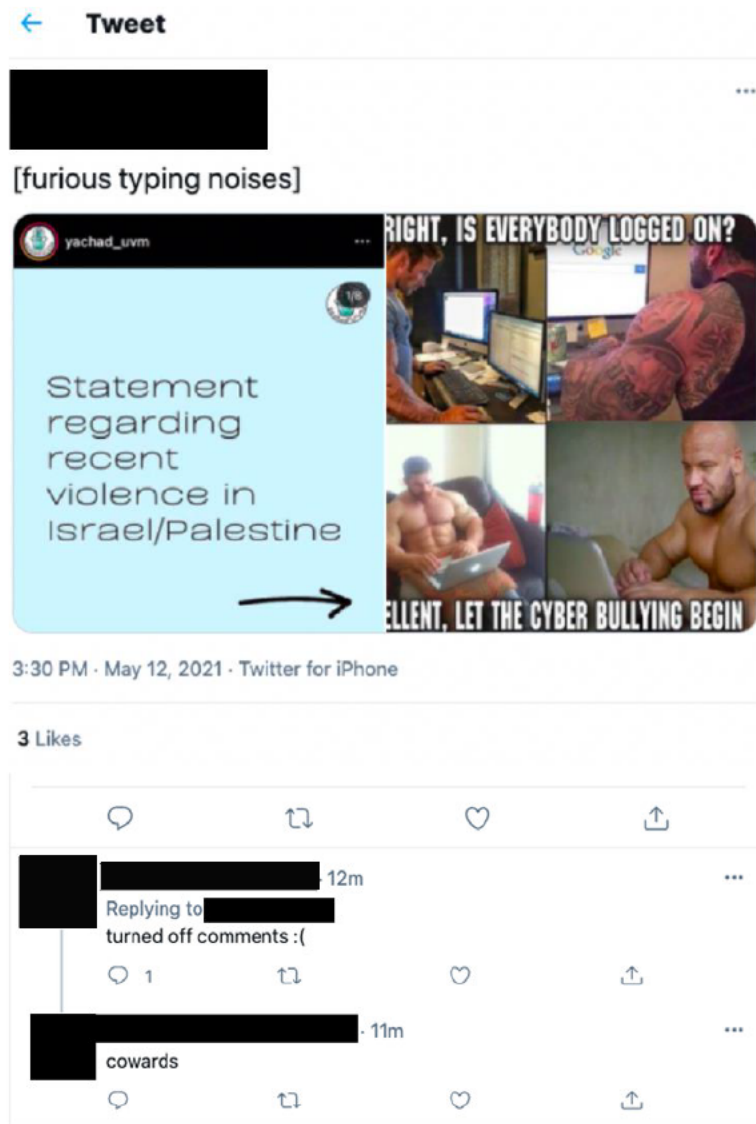 Tweet
[furious typing noises]
yachad_uvm
1/8
Statement
regarding
recent
violence in
Israel/Palestine
RIGHT, IS EVERYBODY LOGGED ON?
Google
ELLENT, LET THE CYBER BULLYING BEGIN
3:30 PM · May 12, 2021 · Twitter for iPhone
3 Likes
· 12m
Replying to
turned off comments :(
1
· 11m
cowards